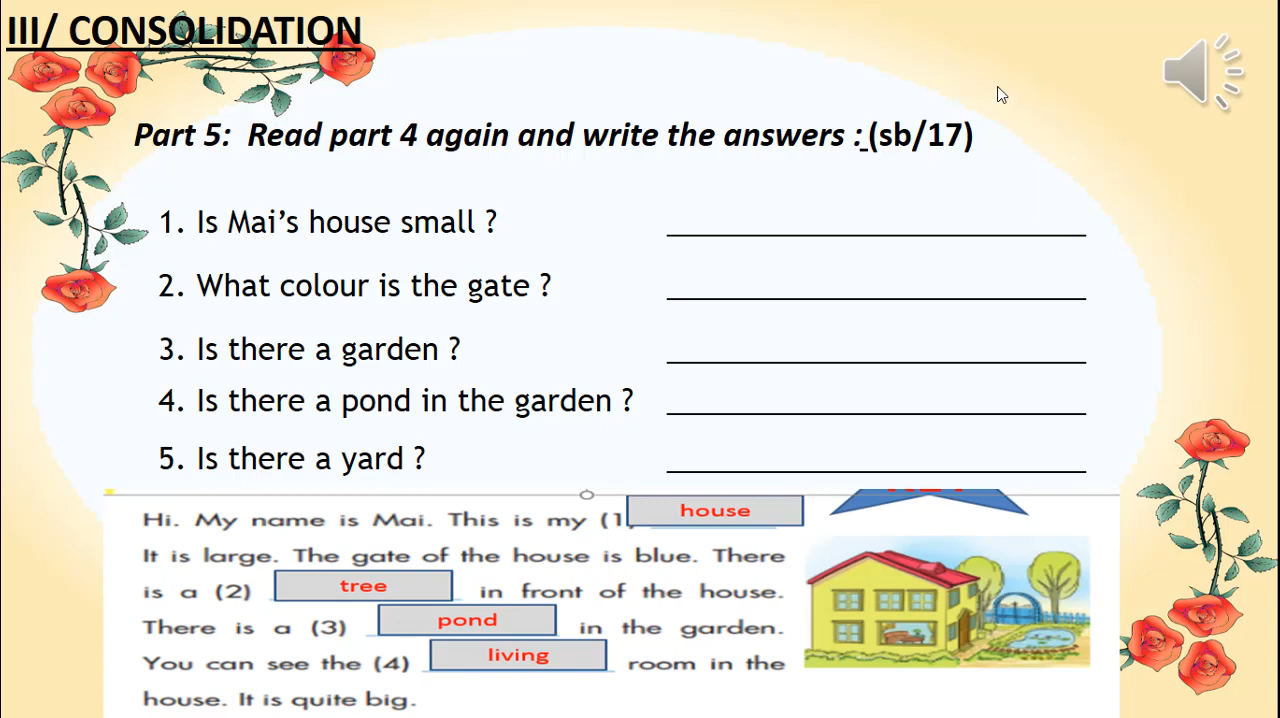 III/ CONSOLIDATION
Part 5: Read part 4 again and write the answers : (sb/17)
1. Is Mai's house small ?
2. What colour is the gate ?
3. Is there a garden ?
4. Is there a pond in the garden ?
5. Is there a yard ?
Hi. My name is Mai. This is my (1) house
It is large. The gate of the house is blue. There
is a (2) tree in front of the house.
There is a (3) pond in the garden.
You can see the (4) living room in the
house. It is quite big.